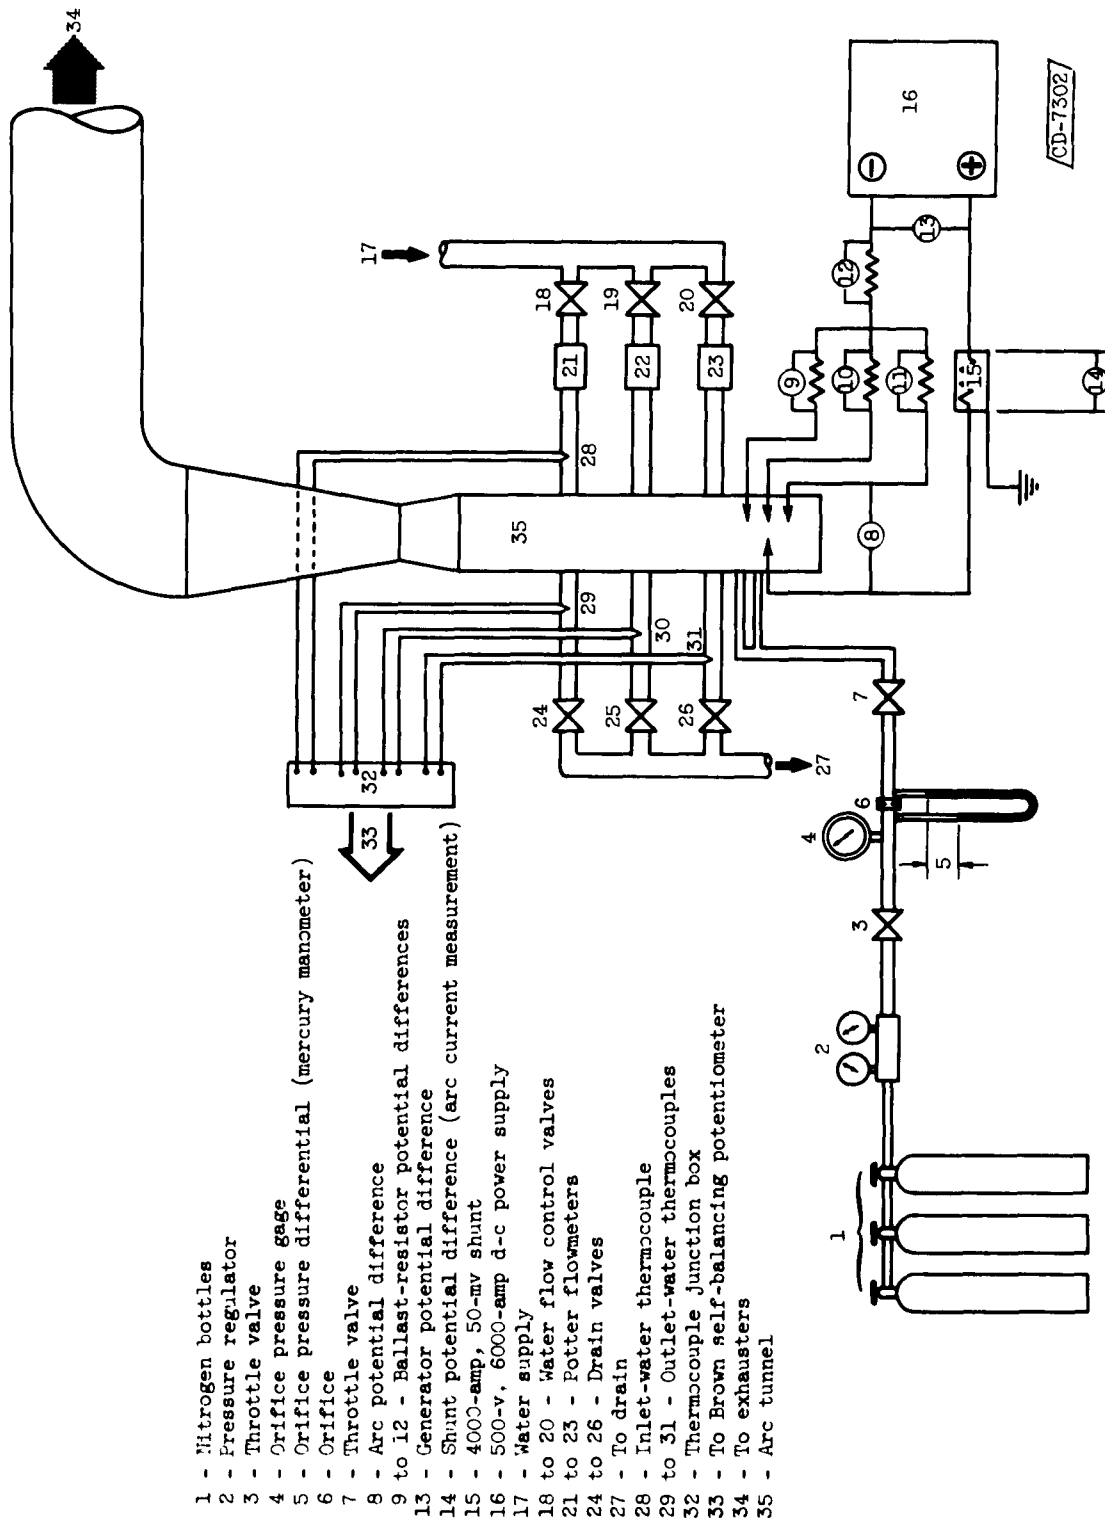 1 - Nitrogen bottles
2 - Pressure regulator
3 - Throttle valve
4 - Orifice pressure gage
5 - Orifice pressure differential (mercury manometer)
6 - Orifice
7 - Throttle valve
8 - Arc potential difference
9 to 12 - Ballast-resistor potential differences
13 - Generator potential difference
14 - Shunt potential difference (arc current measurement)
15 - 4000-amp, 50-mv shunt
16 - 500-v, 6000-amp d-c power supply
17 - Water supply
18 to 20 - Water flow control valves
21 to 23 - Potter flowmeters
24 to 26 - Drain valves
27 - To drain
28 - Inlet-water thermocouple
29 to 31 - Outlet-water thermocouples
32 - Thermocouple junction box
33 - To Brown self-balancing potentiometer
34 - To exhausters
35 - Arc tunnel
1
2
3
4
5
6
7
8
9
10
11
12
13
14
15
16
17
18
19
20
21
22
23
24
25
26
27
28
29
30
31
32
33
34
35
CD-7302